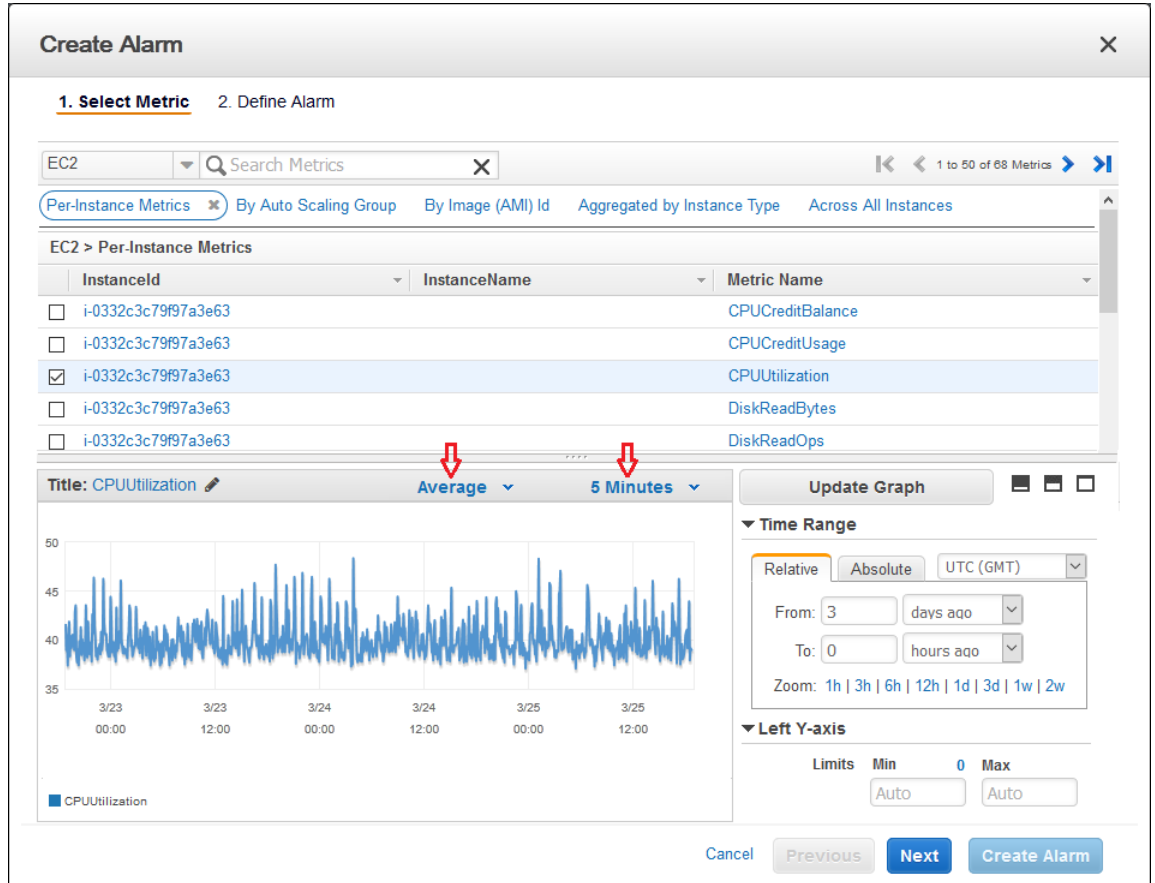 Create Alarm
1. Select Metric 2. Define Alarm
EC2 Search Metrics 1 to 50 of 68 Metrics
Per-Instance Metrics By Auto Scaling Group By Image (AMI) Id Aggregated by Instance Type Across All Instances
EC2 > Per-Instance Metrics
InstanceId InstanceName Metric Name
i-0332c3c79f97a3e63 CPUCreditBalance
i-0332c3c79f97a3e63 CPUCreditUsage
i-0332c3c79f97a3e63 CPUUtilization
i-0332c3c79f97a3e63 DiskReadBytes
i-0332c3c79f97a3e63 DiskReadOps
Title: CPUUtilization Average 5 Minutes
50
45
40
35
3/23 3/23 3/24 3/24 3/25 3/25
00:00 12:00 00:00 12:00 00:00 12:00
CPUUtilization
Update Graph
Time Range
Relative Absolute UTC (GMT)
From: 3 days ago
To: 0 hours ago
Zoom: 1h | 3h | 6h | 12h | 1d | 3d | 1w | 2w
Left Y-axis
Limits Min 0 Max
Auto Auto
Cancel Previous Next Create Alarm